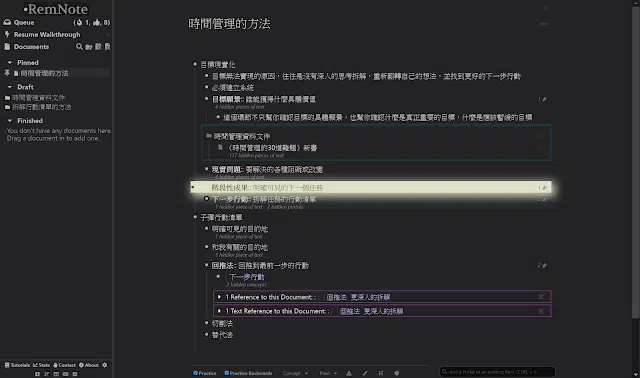 RemNote
Queue ( 1, 8)
Resume Walkthrough
Documents
Pinned
時間管理的方法
Draft
時間管理資料文件
拆解行動清單的方法
Finished
You don't have any documents here.
Drag a document in to add one.
Tutorials Stats Contact About
時間管理的方法
目標現實化
目標無法實現的原因，往往是沒有深入的思考拆解，重新翻轉自己的想法，並找到更好的下一步行動
必須建立系統
目標願景: 誰能獲得什麼具體價值
4 hidden pieces of text
這個環節不只幫你確認目標的具體願景，也幫你確認什麼是真正重要的目標，什麼是應該暫緩的目標
時間管理資料文件
《時間管理的30道難題》新書
117 hidden pieces of text
現實問題: 要解決的各種阻礙或改變
4 hidden pieces of text
階段性成果: 明確可見的下一個任務
下一步行動: 拆解任務的行動清單
1 hidden piece of text • 2 hidden portals
子彈行動清單
明確可見的目的地
1 hidden piece of text
和我有關的目的地
1 hidden piece of text
回推法: 回推到最前一步的行動
下一步行動
2 hidden concepts
1 Reference to this Document: : 回推法 更深入的拆解
1 Text Reference to this Document: : 回推法 更深入的拆解
切割法
替代法
Practice Practice Backwards Concept Plain
Add a Portal to an existing Rem (CTRL + S